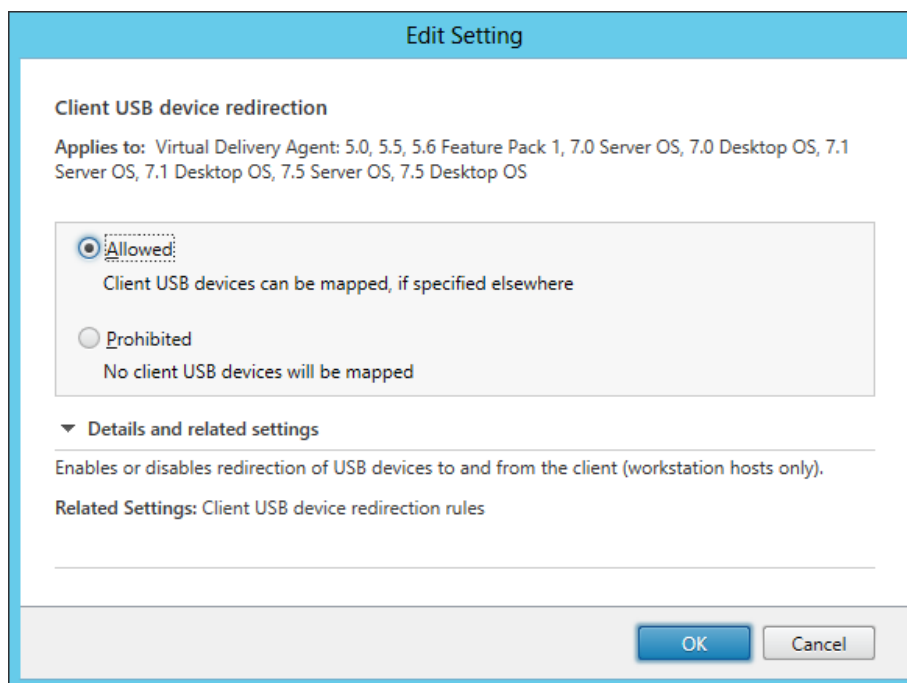 Edit Setting
Client USB device redirection
Applies to: Virtual Delivery Agent: 5.0, 5.5, 5.6 Feature Pack 1, 7.0 Server OS, 7.0 Desktop OS, 7.1
Server OS, 7.1 Desktop OS, 7.5 Server OS, 7.5 Desktop OS
Allowed
Client USB devices can be mapped, if specified elsewhere
Prohibited
No client USB devices will be mapped
Details and related settings
Enables or disables redirection of USB devices to and from the client (workstation hosts only).
Related Settings: Client USB device redirection rules
OK
Cancel